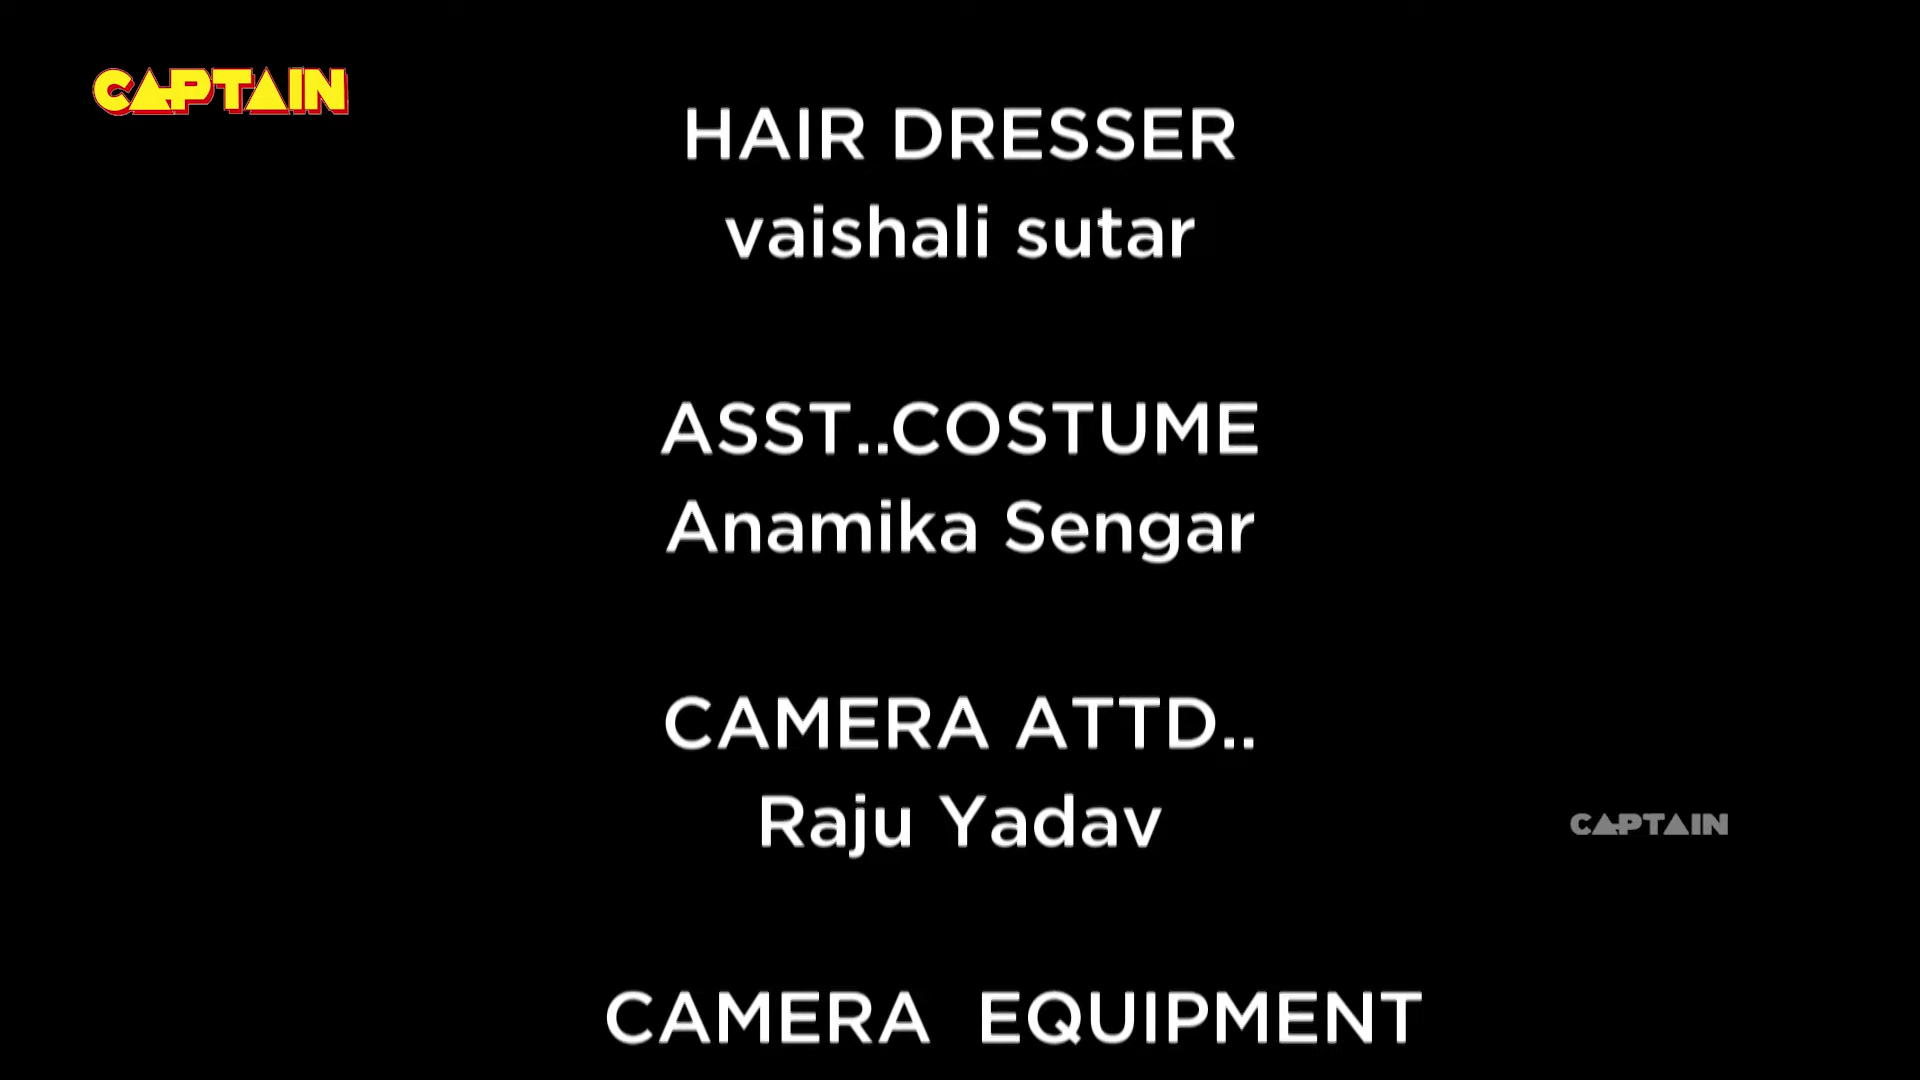 CAPTAIN
HAIR DRESSER
vaishali sutar
ASST..COSTUME
Anamika Sengar
CAMERA ATTD..
Raju Yadav
CAPTAIN
CAMERA  EQUIPMENT